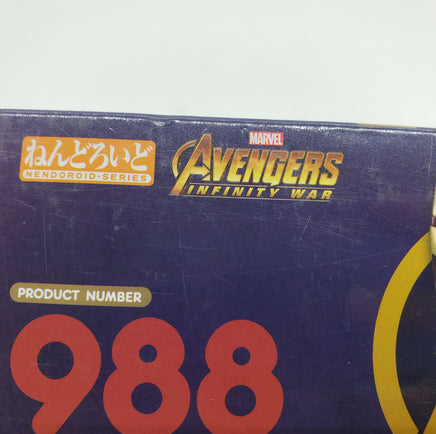 ねんどろいど
NENDOROID-SERIES
MARVEL
AVENGERS
INFINITY WAR
PRODUCT NUMBER
988